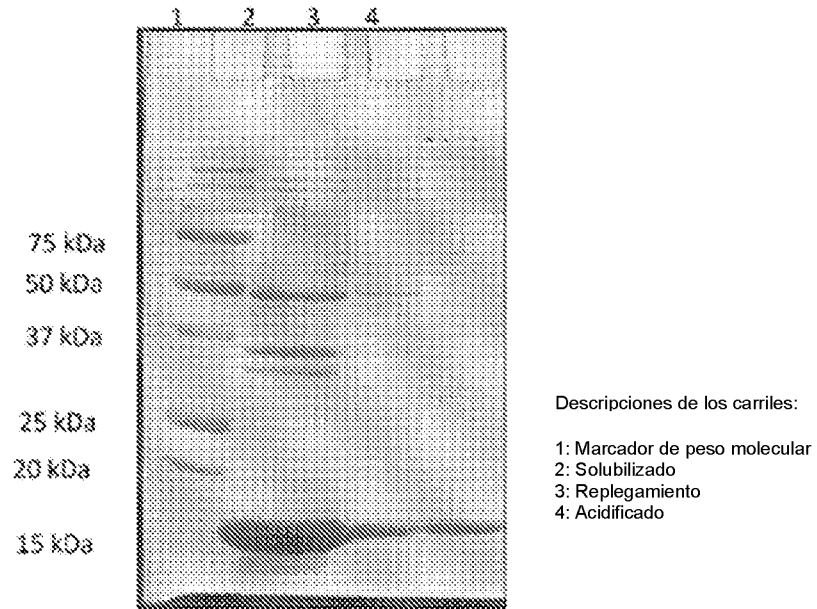 1 2 3 4
75 kDa
50 kDa
37 kDa
25 kDa
20 kDa
15 kDa
Descripciones de los carriles:
1: Marcador de peso molecular
2: Solubilizado
3: Replegamiento
4: Acidificado